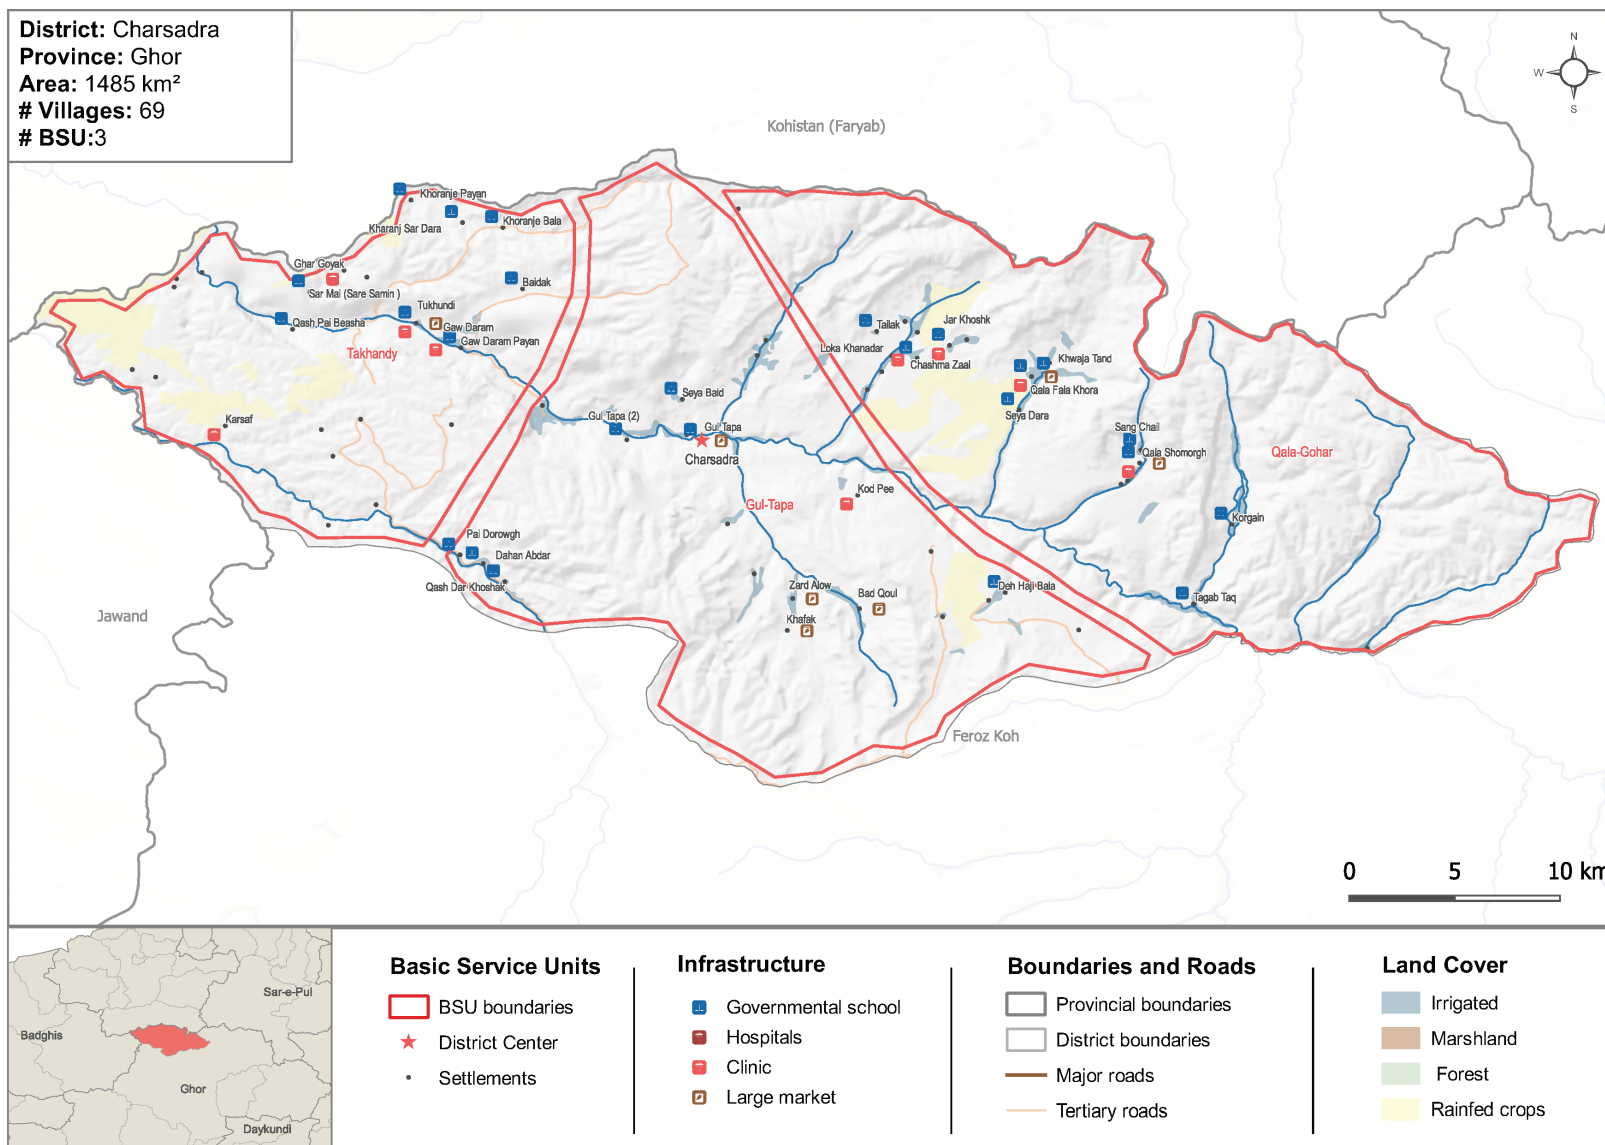 District: Charsadra
Province: Ghor
Area: 1485 km²
# Villages: 69
# BSU:3
N
W
S
Kohistan (Faryab)
Khoranje Payan
Kharanj Sar Dara
Khoranje Bala
Ghar Goyak
Sar Mai (Sare Samin )
Baidak
Tukhundi
Qash Pai Beasha
Gaw Daram
Gaw Daram Payan
Takhandy
Karsaf
Tallak
Jar Khoshk
Loka Khanadar
Chashma Zaal
Khwaja Tand
Qala Fala Khora
Seya Dara
Seya Baid
Gul Tapa (2)
Gul Tapa
Charsadra
Sang Chail
Qala Shomorgh
Qala-Gohar
Kod Pee
Gul-Tapa
Korgain
Pai Dorowgh
Dahan Abdar
Qash Dar Khoshak
Zard Alow
Bad Qoul
Khafak
Deh Haji Bala
Tagab Taq
Jawand
Feroz Koh
0 5 10 km
Sar-e-Pul
Badghis
Ghor
Daykundi
Basic Service Units
BSU boundaries
District Center
Settlements
Infrastructure
Governmental school
Hospitals
Clinic
Large market
Boundaries and Roads
Provincial boundaries
District boundaries
Major roads
Tertiary roads
Land Cover
Irrigated
Marshland
Forest
Rainfed crops